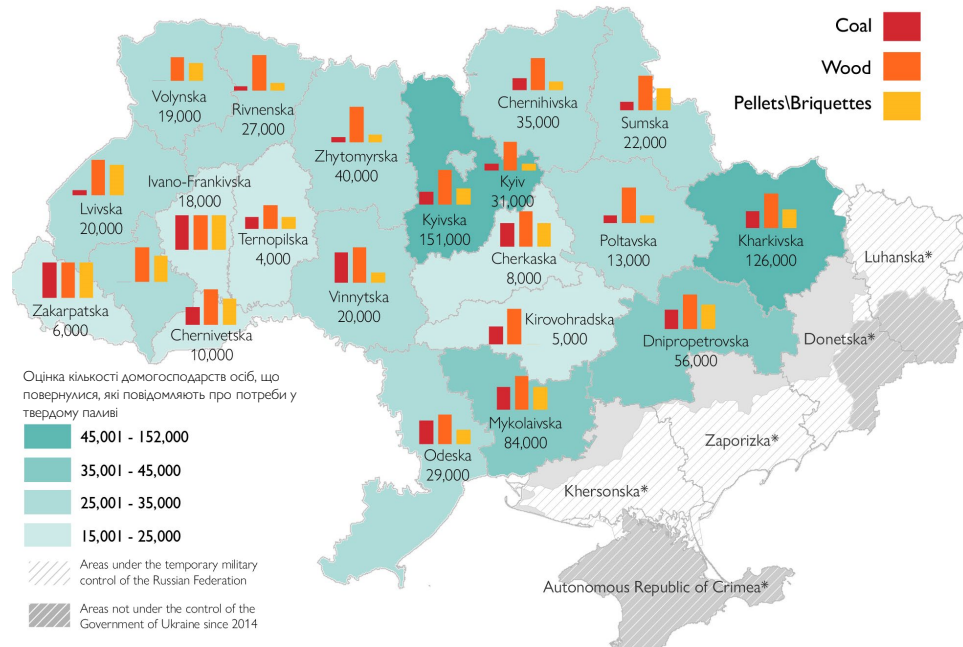 Coal
Wood
Pellets\Briquettes
Volynska
19,000
Rivnenska
27,000
Zhytomyrska
40,000
Chernihivska
35,000
Sumska
22,000
Kyiv
31,000
Kyivska
151,000
Lvivska
20,000
Ivano-Frankivska
18,000
Ternopilska
4,000
Cherkaska
8,000
Poltavska
13,000
Kharkivska
126,000
Luhanska*
Zakarpatska
6,000
Chernivetska
10,000
Vinnytska
20,000
Kirovohradska
5,000
Dnipropetrovska
56,000
Donetska*
Mykolaivska
84,000
Odeska
29,000
Zaporizka*
Khersonska*
Autonomous Republic of Crimea*
Оцінка кількості домогосподарств осіб, що
повернулися, які повідомляють про потреби у
твердому паливі
45,001 - 152,000
35,001 - 45,000
25,001 - 35,000
15,001 - 25,000
Areas under the temporary military
control of the Russian Federation
Areas not under the control of the
Government of Ukraine since 2014